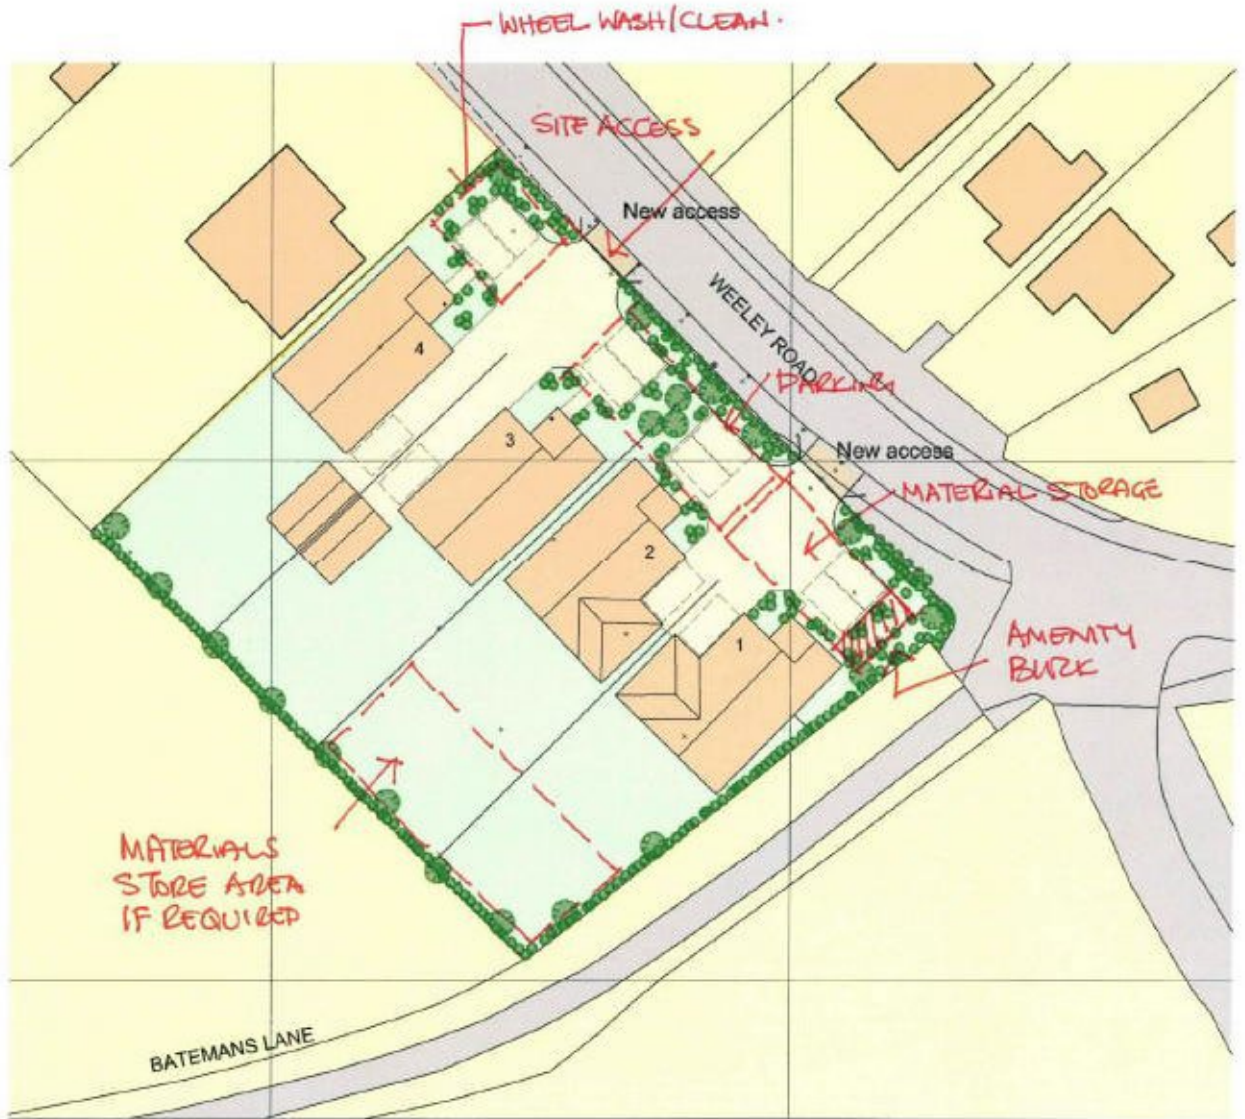 WHEEL WASH/CLEAN.
SITE ACCESS
New access
WEELEY ROAD
PARKING
New access
MATERIAL STORAGE
4
3
2
1
AMENITY
BLOCK
MATERIALS
STORE AREA
IF REQUIRED
BATEMANS LANE